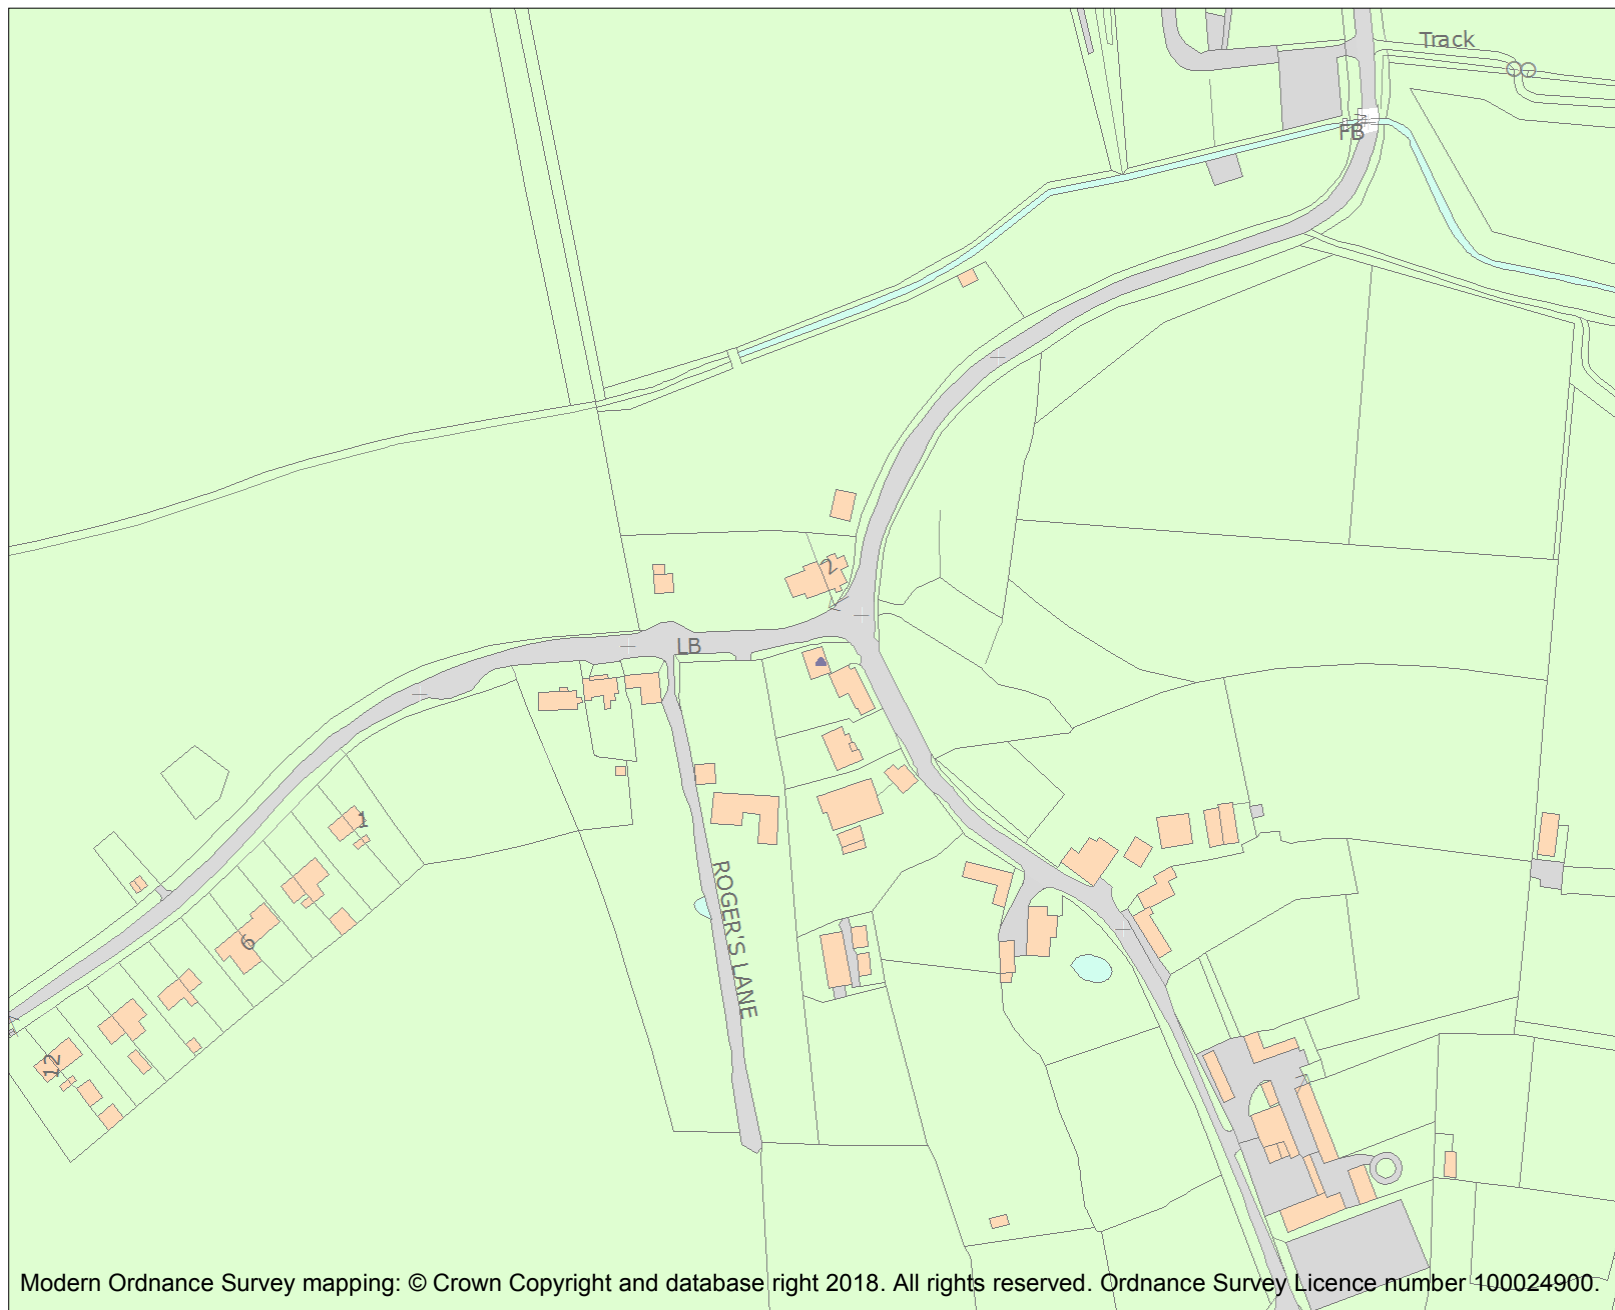 Track
FB
2
LB
1
ROGER'S LANE
6
12
Modern Ordnance Survey mapping: © Crown Copyright and database right 2018. All rights reserved. Ordnance Survey Licence number 100024900.